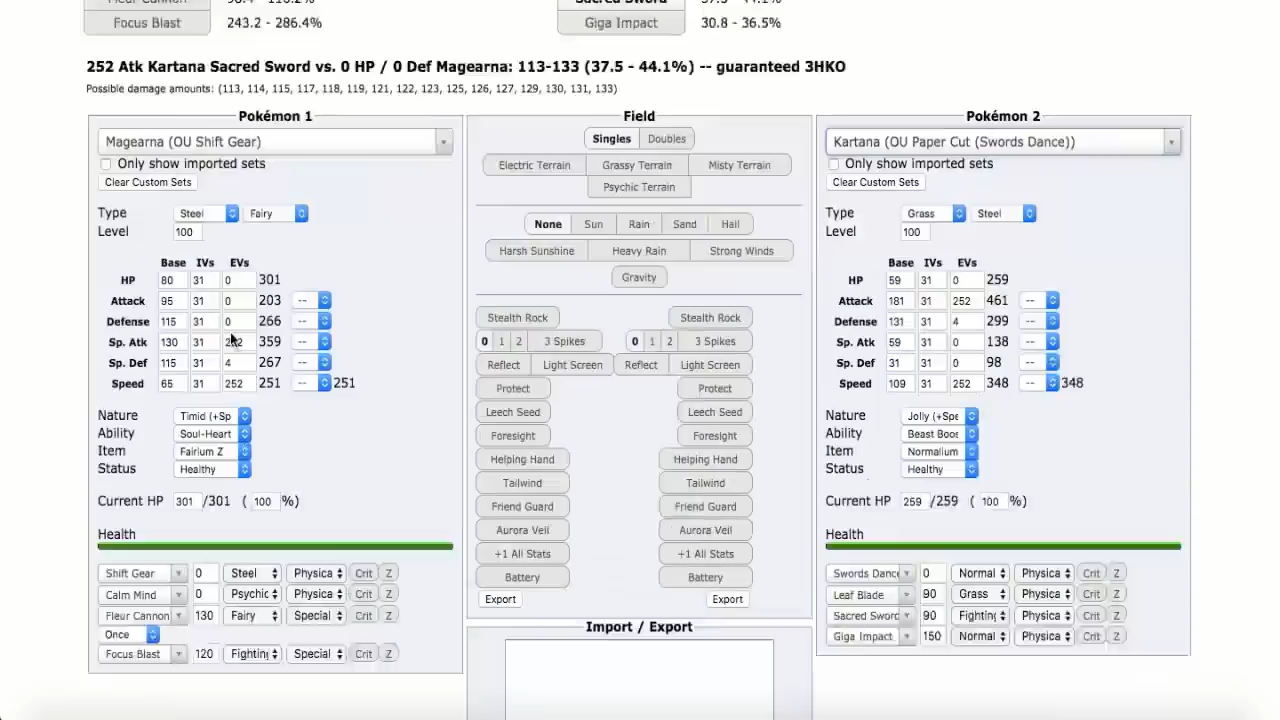 Focus Blast 243.2 - 286.4% Giga Impact 30.8 - 36.5%
252 Atk Kartana Sacred Sword vs. 0 HP / 0 Def Magearna: 113-133 (37.5 - 44.1%) -- guaranteed 3HKO
Possible damage amounts: (113, 114, 115, 117, 118, 119, 121, 122, 123, 125, 126, 127, 129, 130, 131, 133)
Pokémon 1
Magearna (OU Shift Gear)
Only show imported sets
Clear Custom Sets
Type Steel Fairy
Level 100
Base IVs EVs
HP 80 31 0 301
Attack 95 31 0 203 --
Defense 115 31 0 266 --
Sp. Atk 130 31 359 --
Sp. Def 115 31 4 267 --
Speed 65 31 252 251 -- 251
Nature Timid (+Sp
Ability Soul-Heart
Item Fairium Z
Status Healthy
Current HP 301 /301 ( 100 %)
Health
Shift Gear 0 Steel Physica Crit Z
Calm Mind 0 Psychic Physica Crit Z
Fleur Cannon 130 Fairy Special Crit Z
Once
Focus Blast 120 Fighting Special Crit Z
Field
Singles Doubles
Electric Terrain Grassy Terrain Misty Terrain
Psychic Terrain
None Sun Rain Sand Hail
Harsh Sunshine Heavy Rain Strong Winds
Gravity
Stealth Rock Stealth Rock
0 1 2 3 Spikes 0 1 2 3 Spikes
Reflect Light Screen Reflect Light Screen
Protect Protect
Leech Seed Leech Seed
Foresight Foresight
Helping Hand Helping Hand
Tailwind Tailwind
Friend Guard Friend Guard
Aurora Veil Aurora Veil
+1 All Stats +1 All Stats
Battery Battery
Export Export
Import / Export
Pokémon 2
Kartana (OU Paper Cut (Swords Dance))
Only show imported sets
Clear Custom Sets
Type Grass Steel
Level 100
Base IVs EVs
HP 59 31 0 259
Attack 181 31 252 461 --
Defense 131 31 4 299 --
Sp. Atk 59 31 0 138 --
Sp. Def 31 31 0 98 --
Speed 109 31 252 348 -- 348
Nature Jolly (+Spe
Ability Beast Boos
Item Normalium
Status Healthy
Current HP 259 /259 ( 100 %)
Health
Swords Danc 0 Normal Physica Crit Z
Leaf Blade 90 Grass Physica Crit Z
Sacred Sword 90 Fighting Physica Crit Z
Giga Impact 150 Normal Physica Crit Z